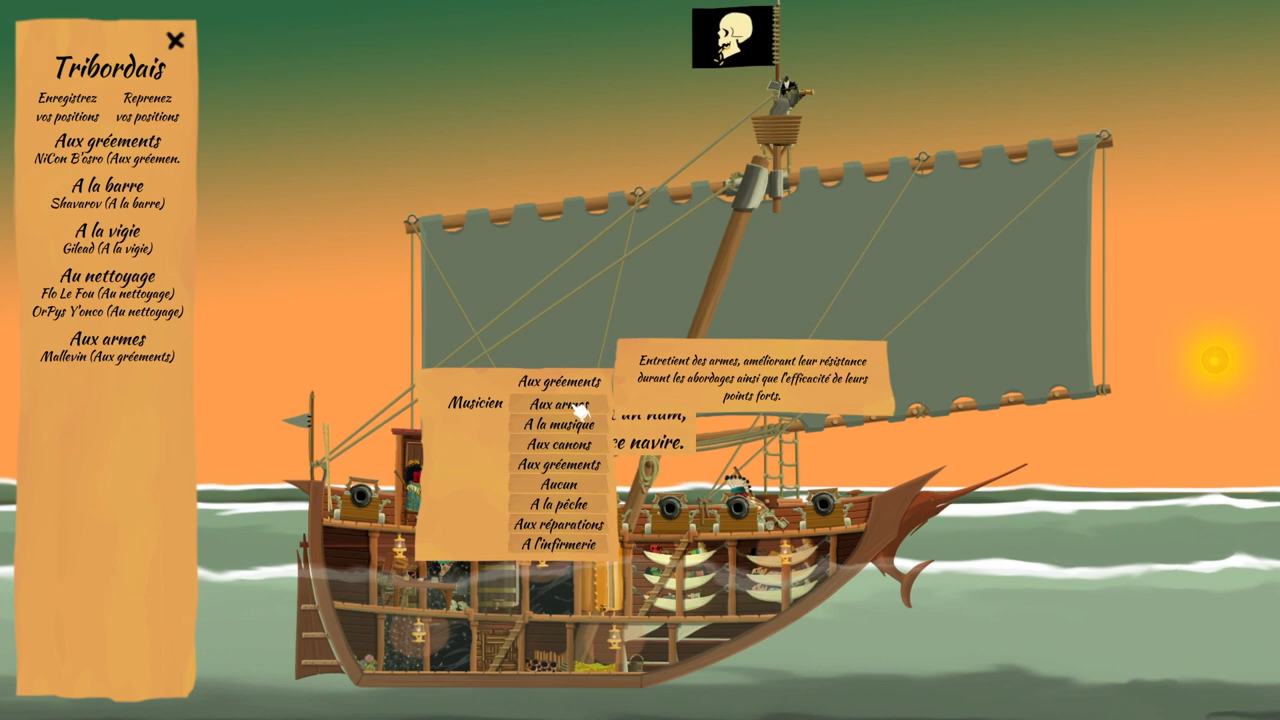 Tribordais
Enregistrez vos positions
Reprenez vos positions
Aux gréements
NiCon B'osro (Aux gréemen.
A la barre
Shavarov (A la barre)
A la vigie
Gilead (A la vigie)
Au nettoyage
Flo Le Fou (Au nettoyage)
OrPys Y'onco (Au nettoyage)
Aux armes
Mallevin (Aux gréements)
Aux gréements
Musicien
Aux armes
A la musique
Aux canons
Aux gréements
Aucun
A la pêche
Aux réparations
A l'infirmerie
Entretient des armes, améliorant leur résistance
durant les abordages ainsi que l'efficacité de leurs
points forts.
navire.